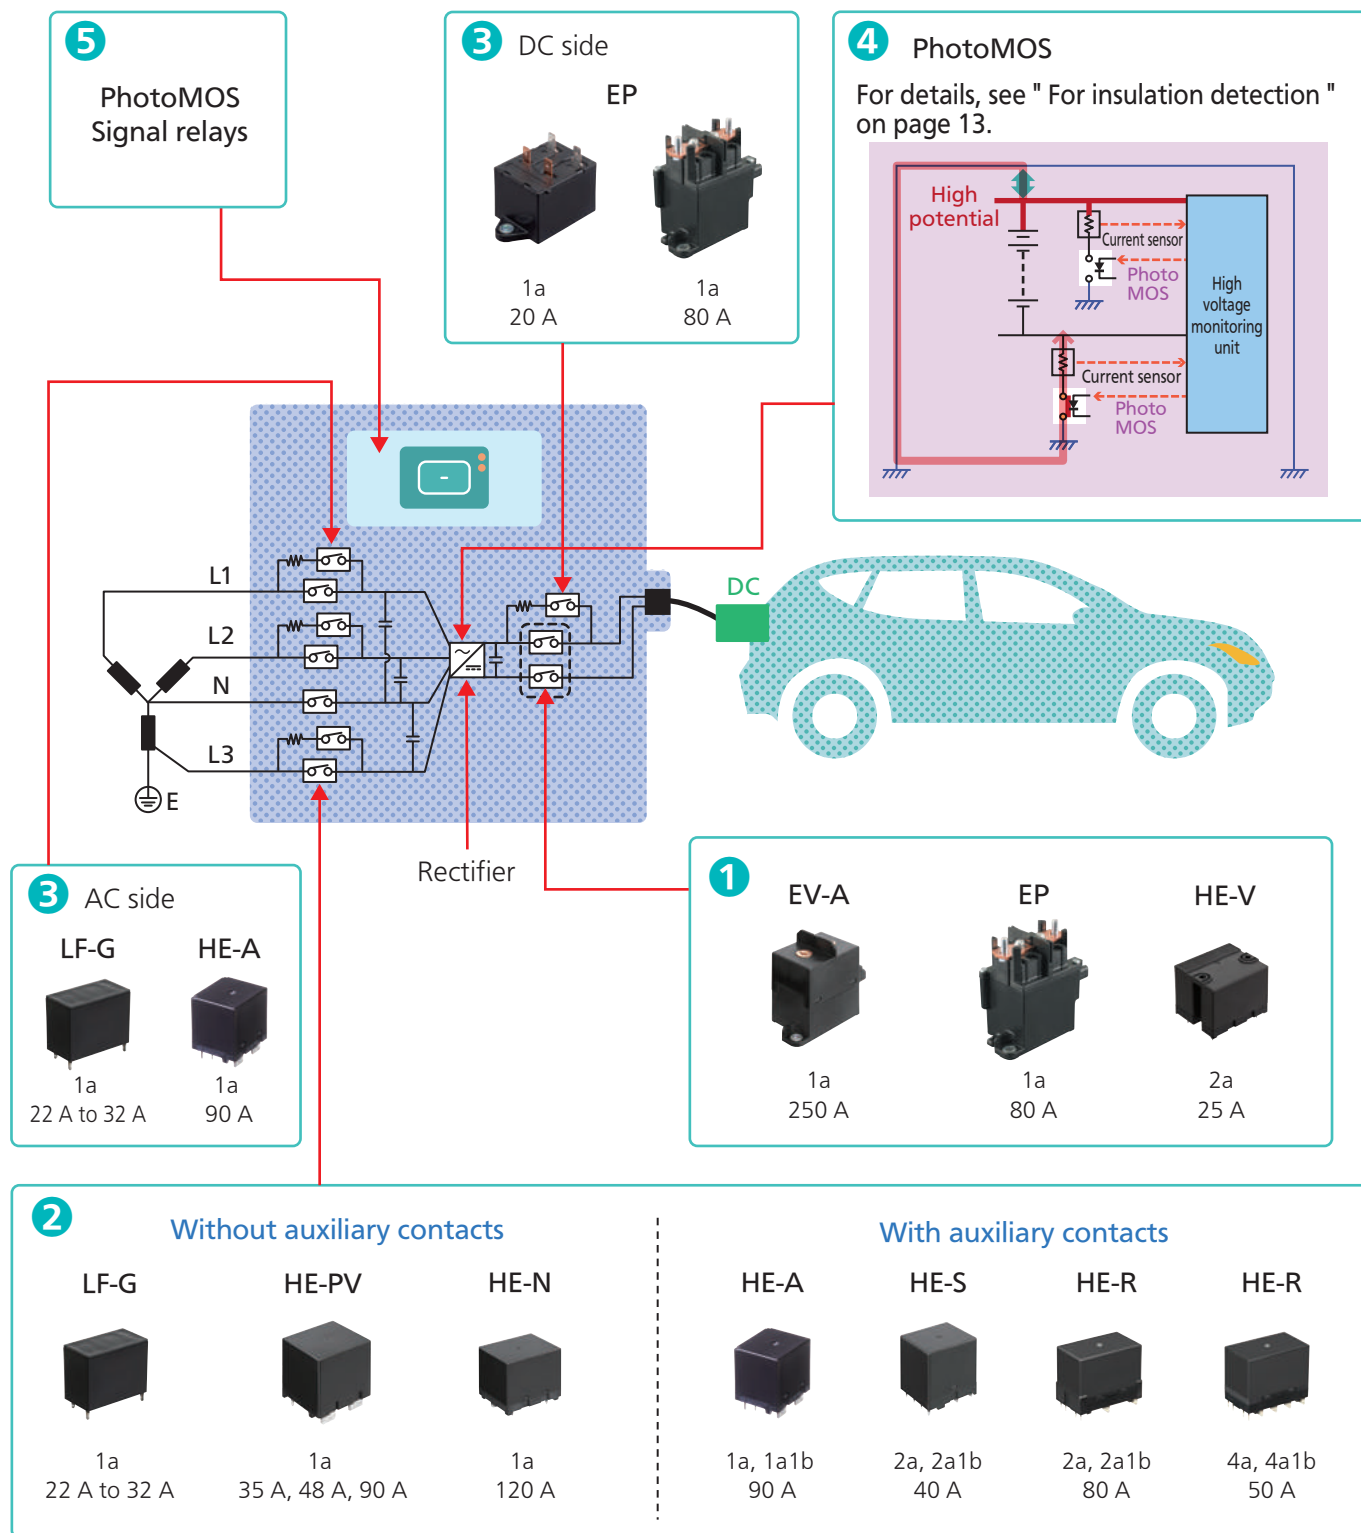 5
PhotoMOS
Signal relays
3 DC side
EP
1a
20 A
1a
80 A
4 PhotoMOS
For details, see " For insulation detection "
on page 13.
High
potential
Current sensor
Photo
MOS
High
voltage
monitoring
unit
Current sensor
Photo
MOS
L1
L2
N
L3
E
DC
Rectifier
3 AC side
LF-G
HE-A
1a
22 A to 32 A
1a
90 A
1
EV-A
EP
HE-V
1a
250 A
1a
80 A
2a
25 A
2
Without auxiliary contacts
LF-G
HE-PV
HE-N
1a
22 A to 32 A
1a
35 A, 48 A, 90 A
1a
120 A
With auxiliary contacts
HE-A
HE-S
HE-R
HE-R
1a, 1a1b
90 A
2a, 2a1b
40 A
2a, 2a1b
80 A
4a, 4a1b
50 A